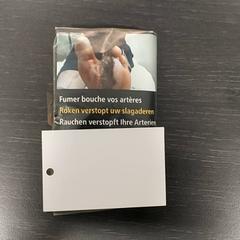 Fumer bouche vos artères
Roken verstopt uw slagaderen
Rauchen verstopft Ihre Arterien